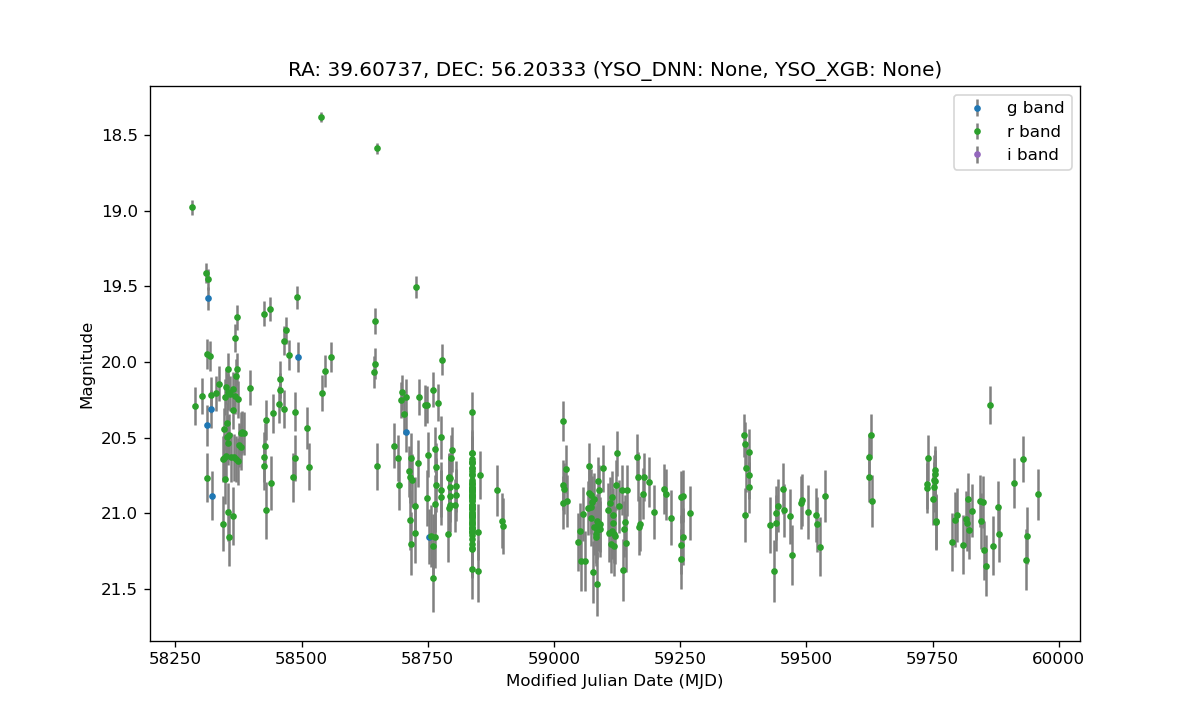 RA: 39.60737, DEC: 56.20333 (YSO_DNN: None, YSO_XGB: None)
g band
r band
i band
18.5
19.0
19.5
20.0
20.5
21.0
21.5
Magnitude
58250 58500 58750 59000 59250 59500 59750 60000
Modified Julian Date (MJD)